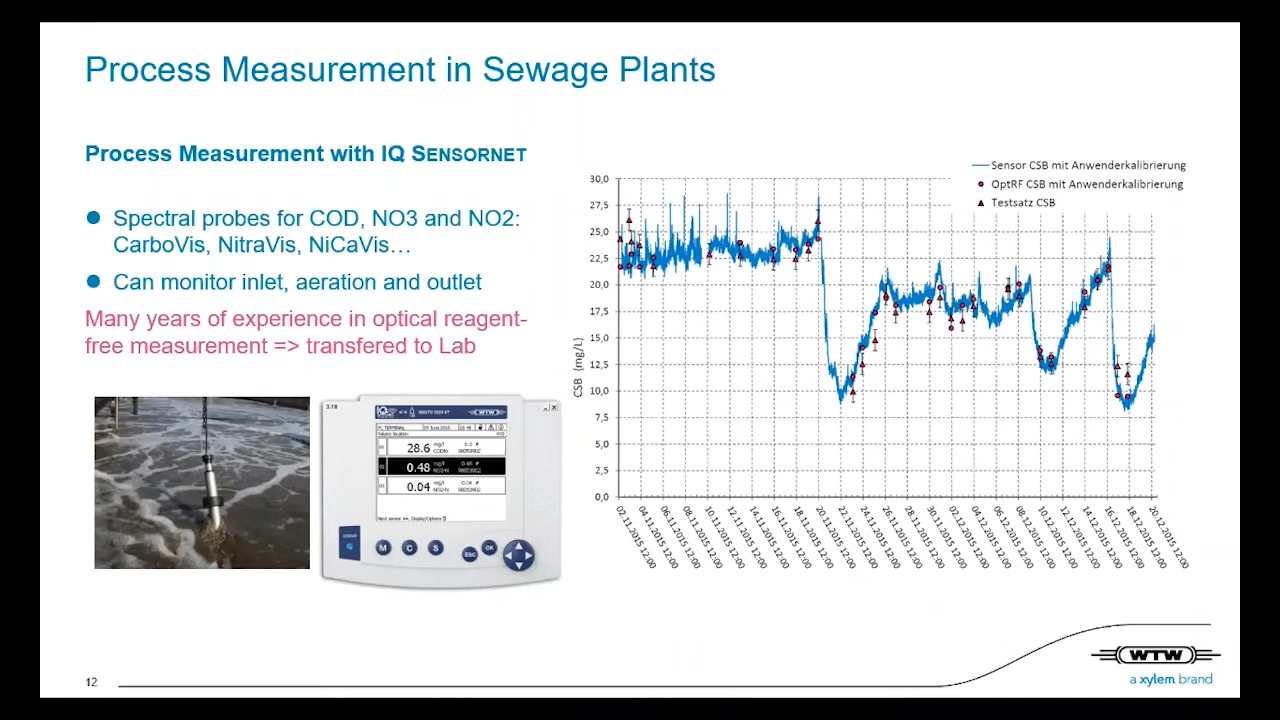 Process Measurement in Sewage Plants
Process Measurement with IQ SENSORNET
● Spectral probes for COD, NO3 and NO2:
CarboVis, NitraVis, NiCaVis…
● Can monitor inlet, aeration and outlet
Many years of experience in optical reagent-
free measurement => transfered to Lab
Sensor CSB mit Anwenderkalibrierung
OptRF CSB mit Anwenderkalibrierung
Testsatz CSB
CSB (mg/L)
30,0
27,5
25,0
22,5
20,0
17,5
15,0
12,5
10,0
7,5
5,0
2,5
0,0
02.11.2015 12:00
04.11.2015 12:00
06.11.2015 12:00
08.11.2015 12:00
10.11.2015 12:00
12.11.2015 12:00
14.11.2015 12:00
16.11.2015 12:00
18.11.2015 12:00
20.11.2015 12:00
22.11.2015 12:00
24.11.2015 12:00
26.11.2015 12:00
28.11.2015 12:00
30.11.2015 12:00
02.12.2015 12:00
04.12.2015 12:00
06.12.2015 12:00
08.12.2015 12:00
10.12.2015 12:00
12.12.2015 12:00
14.12.2015 12:00
16.12.2015 12:00
18.12.2015 12:00
20.12.2015 12:00
3.18
IQ
WTW
28.6 mg/l
0.48 mg/l
0.04 mg/l
M
C
S
ESC
OK
12
WTW
a xylem brand